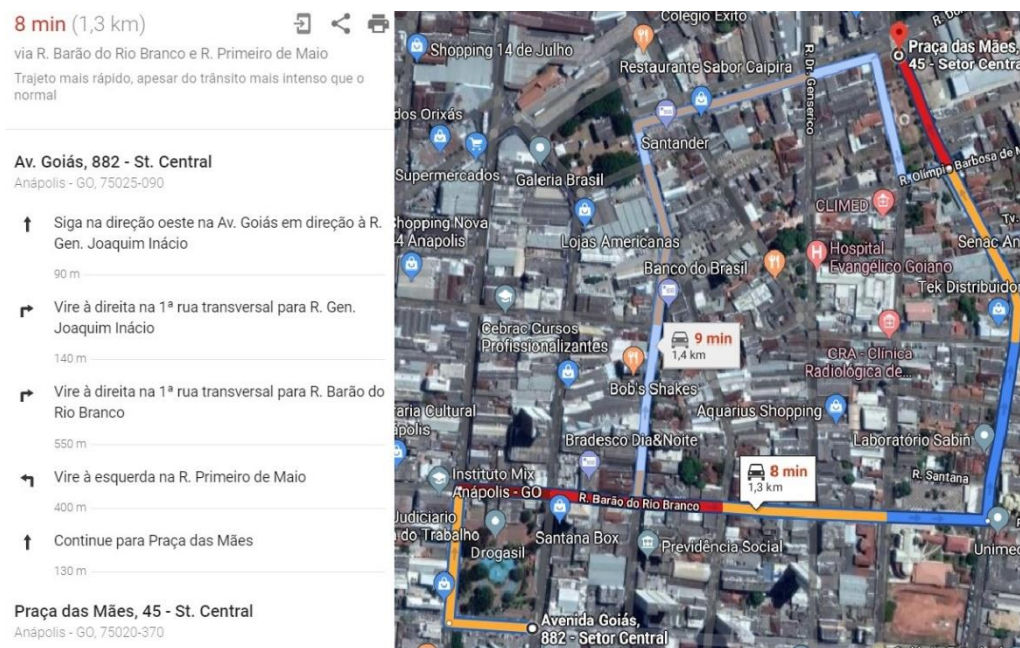 8 min (1,3 km)
via R. Barão do Rio Branco e R. Primeiro de Maio
Trajeto mais rápido, apesar do trânsito mais intenso que o
normal
Av. Goiás, 882 - St. Central
Anápolis - GO, 75025-090
Siga na direção oeste na Av. Goiás em direção à R.
Gen. Joaquim Inácio
90 m
Vire à direita na 1ª rua transversal para R. Gen.
Joaquim Inácio
140 m
Vire à direita na 1ª rua transversal para R. Barão do
Rio Branco
550 m
Vire à esquerda na R. Primeiro de Maio
400 m
Continue para Praça das Mães
130 m
Praça das Mães, 45 - St. Central
Anápolis - GO, 75020-370
Colégio Êxito
Shopping 14 de Julho
Restaurante Sabor Caipira
R. Dr. Genserico
Praça das Mães,
45 - Setor Centra
dos Orixás
Santander
Supermercados
Galeria Brasil
R. Olímpio Barbosa de M
CLIMED
Shopping Nova
4 Anapolis
Lojas Americanas
Senac An
Hospital
Evangélico Goiano
Banco do Brasil
Tek Distribuidor
Cebrac Cursos
Profissionalizantes
9 min
1,4 km
CRA - Clínica
Radiológica de...
Bob's Shakes
Aquarius Shopping
aria Cultural
ápolis
Bradesco Dia&Noite
Laboratório Sabin
Instituto Mix
Anápolis - GO
8 min
1,3 km
R. Santana
R. Barão do Rio Branco
Judiciario
do Trabalho
Drogasil
Santana Box
Previdência Social
Unimed
Avenida Goiás,
882 - Setor Central